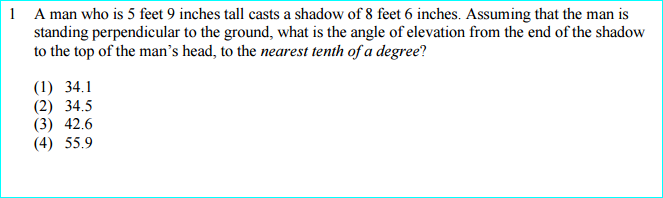 1 A man who is 5 feet 9 inches tall casts a shadow of 8 feet 6 inches. Assuming that the man is
standing perpendicular to the ground, what is the angle of elevation from the end of the shadow
to the top of the man's head, to the nearest tenth of a degree?
(1) 34.1
(2) 34.5
(3) 42.6
(4) 55.9